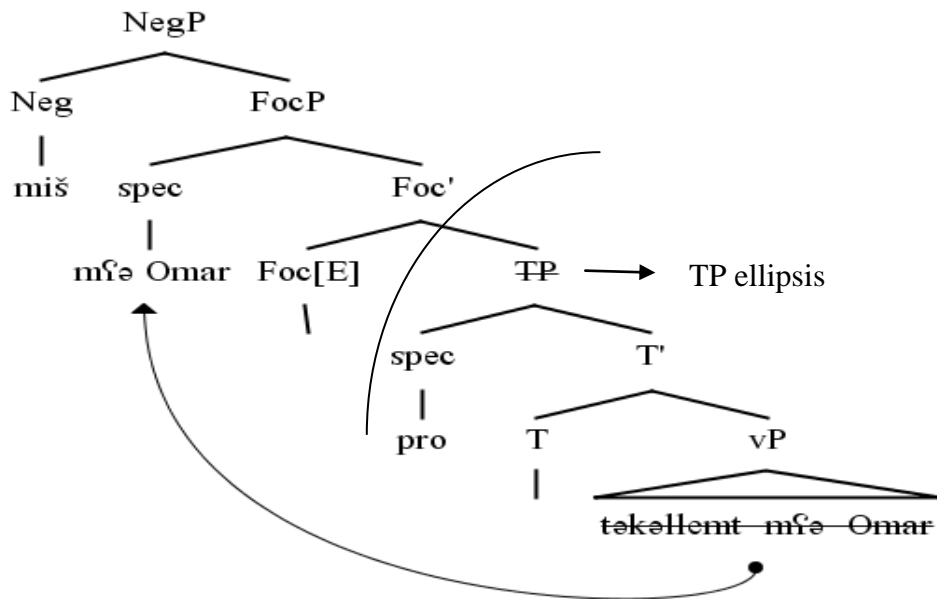 NegP
Neg FocP
miš spec Foc'
mʕə Omar Foc[E] TP TP ellipsis
spec T'
pro T vP
təkəllemt mʕə Omar